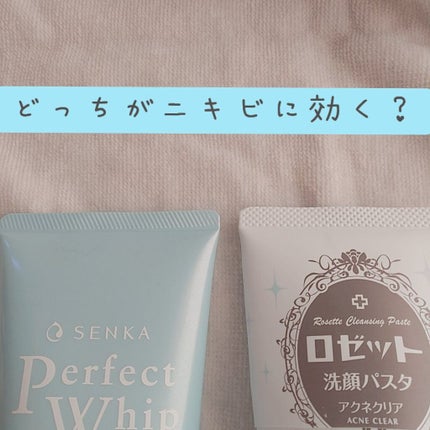 どっちがニキビに効く?
SENKA
Perfect
Whip
Rosette Cleansing Paste
ロゼット
洗顔パスタ
アクネクリア
ACNE CLEAR